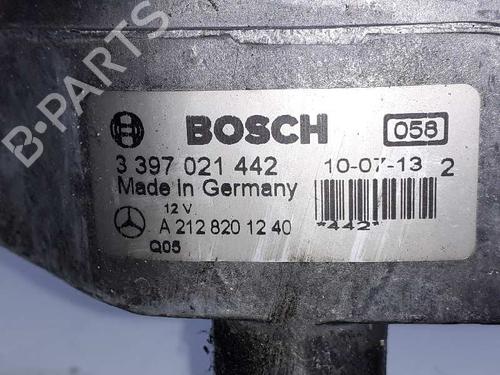 B-PARTS
BOSCH 058
3 397 021 442 10-07-13 2
Made in Germany
12 V
A 212 820 12 40 *442*
Q05